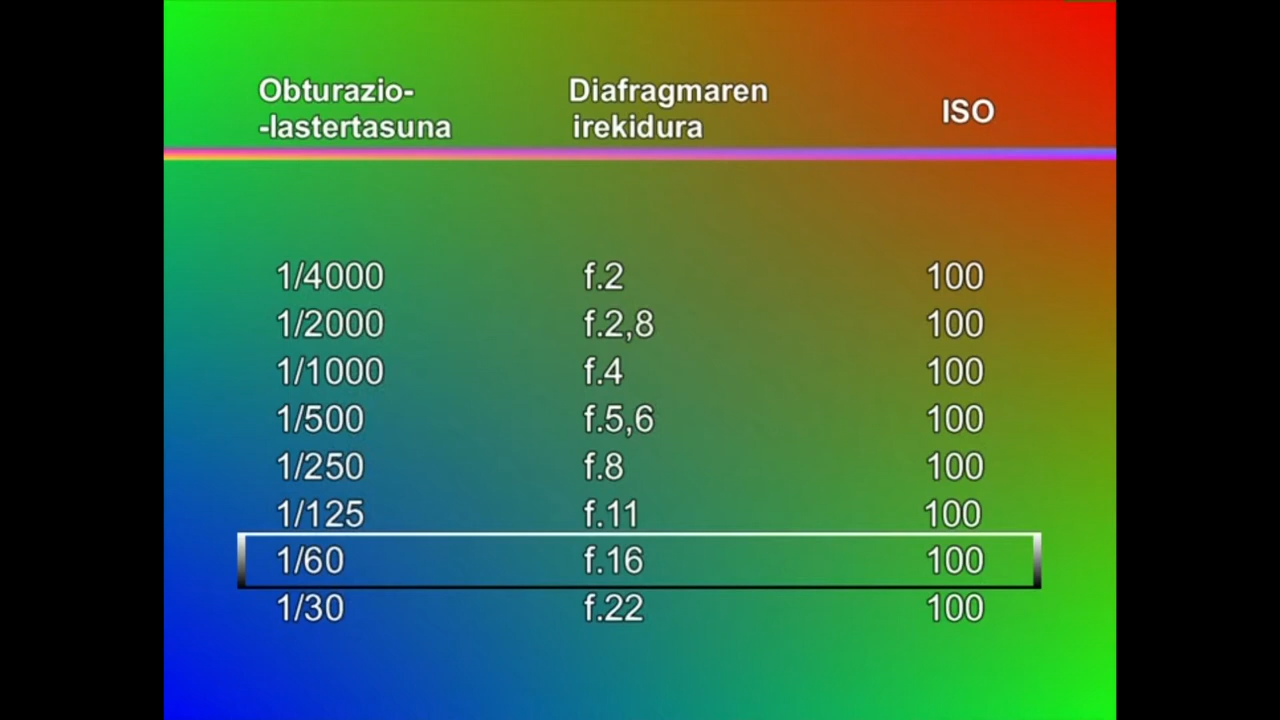 Obturazio-
-lastertasuna
Diafragmaren
irekidura
ISO
1/4000 f.2 100
1/2000 f.2,8 100
1/1000 f.4 100
1/500 f.5,6 100
1/250 f.8 100
1/125 f.11 100
1/60 f.16 100
1/30 f.22 100